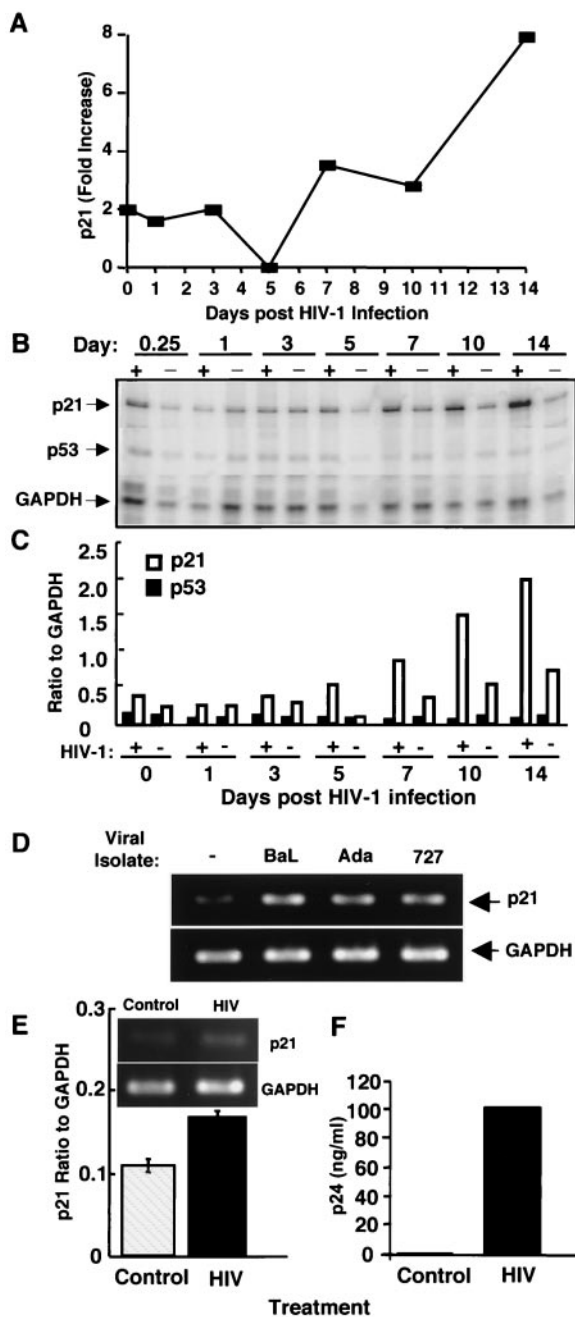 A
8
6
4
2
0
p21 (Fold Increase)
0 1 2 3 4 5 6 7 8 9 10 11 12 13 14
Days post HIV-1 Infection
B
Day: 0.25 1 3 5 7 10 14
+ − + − + − + − + − + − + −
p21
p53
GAPDH
C
2.5
2.0
1.5
1.0
0.5
0
Ratio to GAPDH
p21
p53
HIV-1: + - + - + - + - + - + - + -
0 1 3 5 7 10 14
Days post HIV-1 infection
D
Viral
Isolate: - BaL Ada 727
p21
GAPDH
E
0.3
0.2
0.1
0
p21 Ratio to GAPDH
Control HIV
p21
GAPDH
Control HIV
F
120
100
80
60
40
20
0
p24 (ng/ml)
Control HIV
Treatment